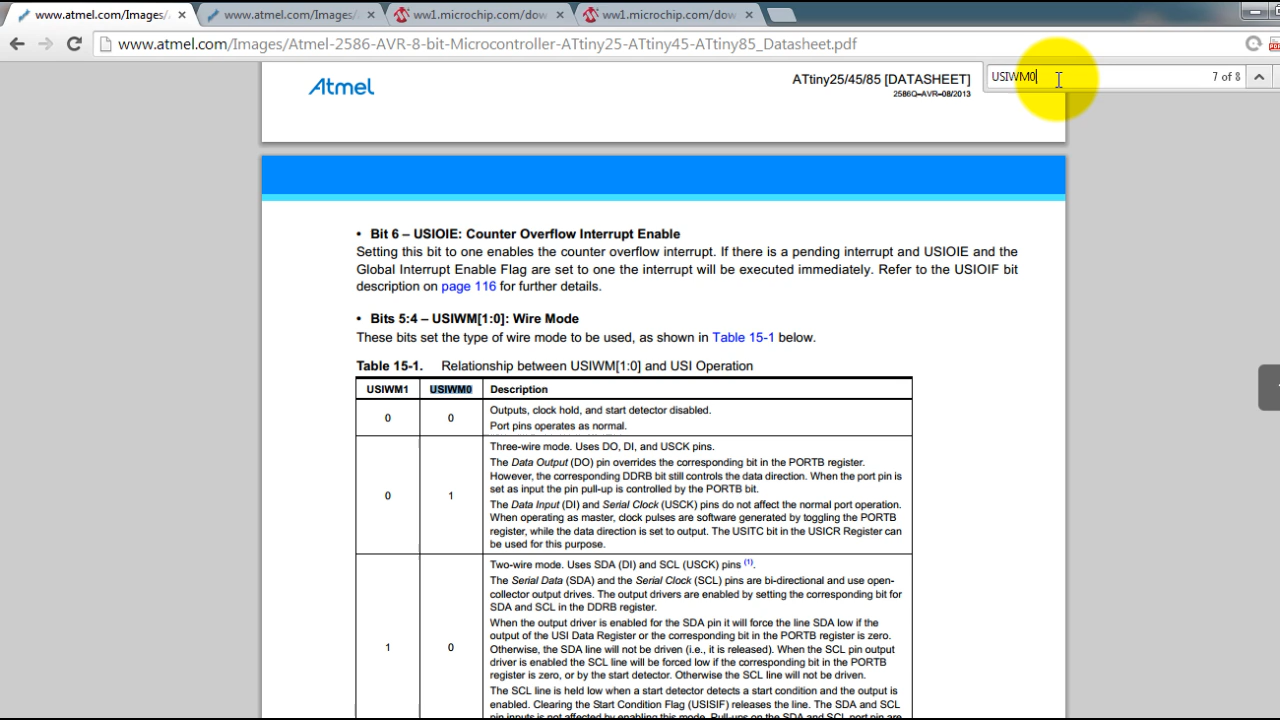 www.atmel.com/Images/
www.atmel.com/Images/
ww1.microchip.com/dow
ww1.microchip.com/dow
www.atmel.com/Images/Atmel-2586-AVR-8-bit-Microcontroller-ATtiny25-ATtiny45-ATtiny85_Datasheet.pdf
USIWM0
7 of 8
Atmel
ATtiny25/45/85 [DATASHEET]
2586Q–AVR–08/2013
• Bit 6 – USIOIE: Counter Overflow Interrupt Enable
Setting this bit to one enables the counter overflow interrupt. If there is a pending interrupt and USIOIE and the
Global Interrupt Enable Flag are set to one the interrupt will be executed immediately. Refer to the USIOIF bit
description on page 116 for further details.
• Bits 5:4 – USIWM[1:0]: Wire Mode
These bits set the type of wire mode to be used, as shown in Table 15-1 below.
Table 15-1. Relationship between USIWM[1:0] and USI Operation
USIWM1 USIWM0 Description
0 0 Outputs, clock hold, and start detector disabled.
Port pins operates as normal.
0 1 Three-wire mode. Uses DO, DI, and USCK pins.
The Data Output (DO) pin overrides the corresponding bit in the PORTB register.
However, the corresponding DDRB bit still controls the data direction. When the port pin is
set as input the pin pull-up is controlled by the PORTB bit.
The Data Input (DI) and Serial Clock (USCK) pins do not affect the normal port operation.
When operating as master, clock pulses are software generated by toggling the PORTB
register, while the data direction is set to output. The USITC bit in the USICR Register can
be used for this purpose.
1 0 Two-wire mode. Uses SDA (DI) and SCL (USCK) pins (1).
The Serial Data (SDA) and the Serial Clock (SCL) pins are bi-directional and use open-
collector output drives. The output drivers are enabled by setting the corresponding bit for
SDA and SCL in the DDRB register.
When the output driver is enabled for the SDA pin it will force the line SDA low if the
output of the USI Data Register or the corresponding bit in the PORTB register is zero.
Otherwise, the SDA line will not be driven (i.e., it is released). When the SCL pin output
driver is enabled the SCL line will be forced low if the corresponding bit in the PORTB
register is zero, or by the start detector. Otherwise the SCL line will not be driven.
The SCL line is held low when a start detector detects a start condition and the output is
enabled. Clearing the Start Condition Flag (USISIF) releases the line. The SDA and SCL
pin inputs is not affected by enabling this mode. Pull-ups on the SDA and SCL port pin are